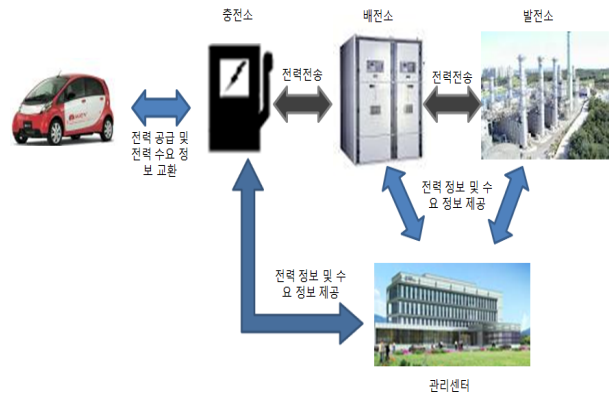 충전소
배전소
발전소
전력전송
전력전송
전력 공급 및
전력 수요 정
보 교환
전력 정보 및 수
요 정보 제공
전력 정보 및 수
요 정보 제공
관리센터